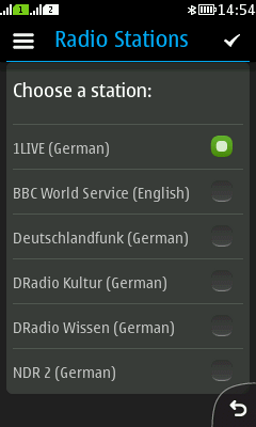 1 2 14:54
Radio Stations
Choose a station:
1LIVE (German)
BBC World Service (English)
Deutschlandfunk (German)
DRadio Kultur (German)
DRadio Wissen (German)
NDR 2 (German)